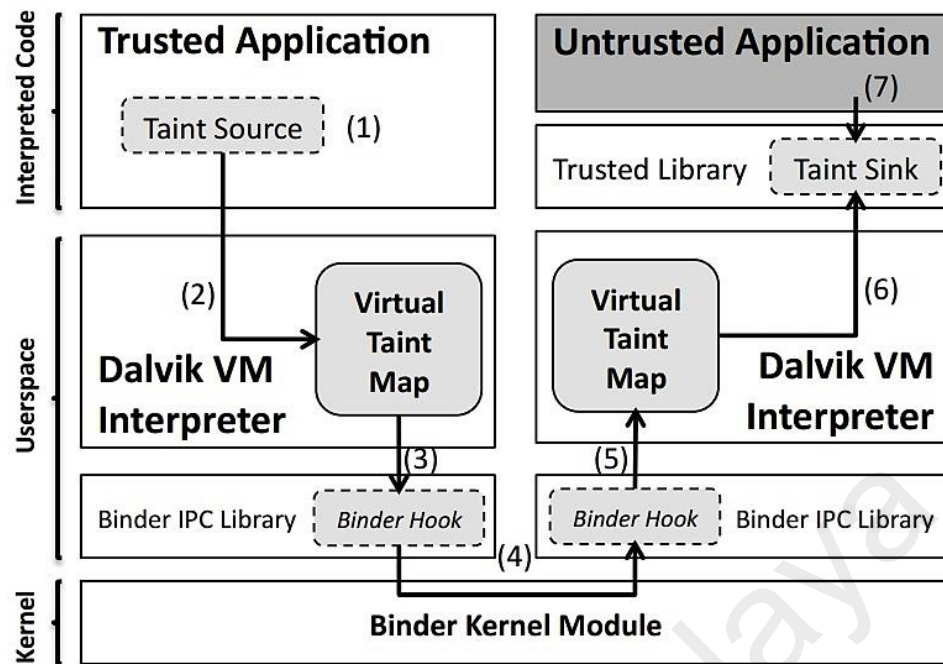 Interpreted Code
Trusted Application
Taint Source
(1)
Untrusted Application
(7)
Trusted Library
Taint Sink
Userspace
(2)
Virtual
Taint
Map
Dalvik VM
Interpreter
(3)
Binder IPC Library
Binder Hook
(4)
Virtual
Taint
Map
(6)
Dalvik VM
Interpreter
(5)
Binder Hook
Binder IPC Library
Kernel
Binder Kernel Module
laya